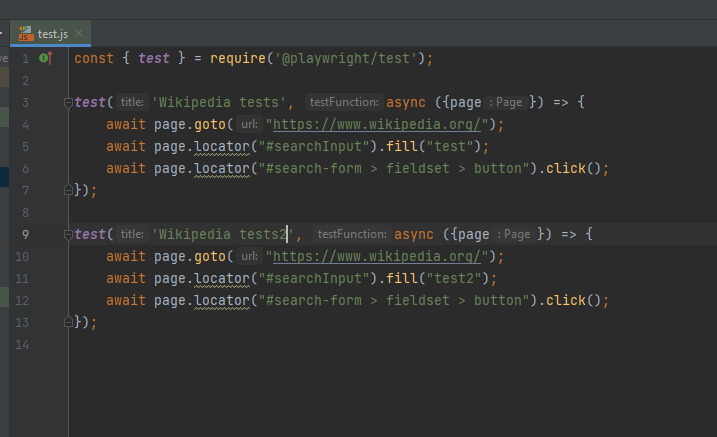 test.js
1 const { test } = require('@playwright/test');
2
3 test( title: 'Wikipedia tests', testFunction: async ({page : Page }) => {
4 await page.goto( url: "https://www.wikipedia.org/");
5 await page.locator("#searchInput").fill("test");
6 await page.locator("#search-form > fieldset > button").click();
7 });
8
9 test( title: 'Wikipedia tests2', testFunction: async ({page : Page }) => {
10 await page.goto( url: "https://www.wikipedia.org/");
11 await page.locator("#searchInput").fill("test2");
12 await page.locator("#search-form > fieldset > button").click();
13 });
14